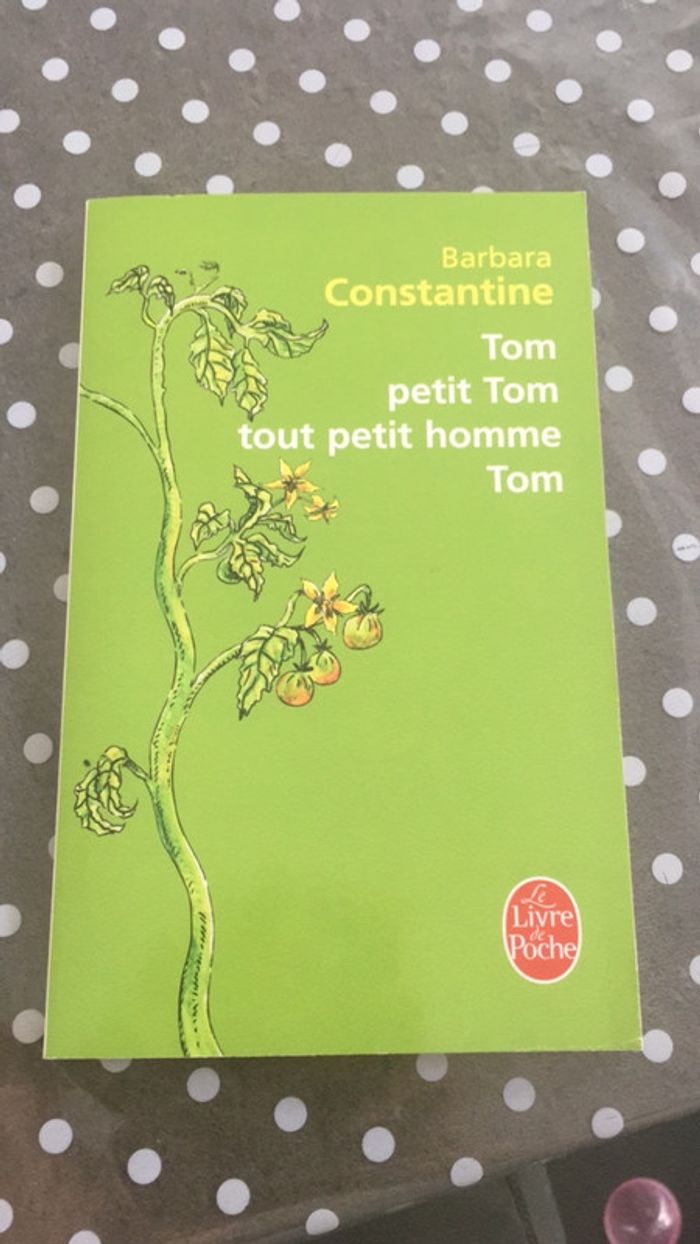 Barbara
Constantine
Tom
petit Tom
tout petit homme
Tom
Le
Livre
de
Poche